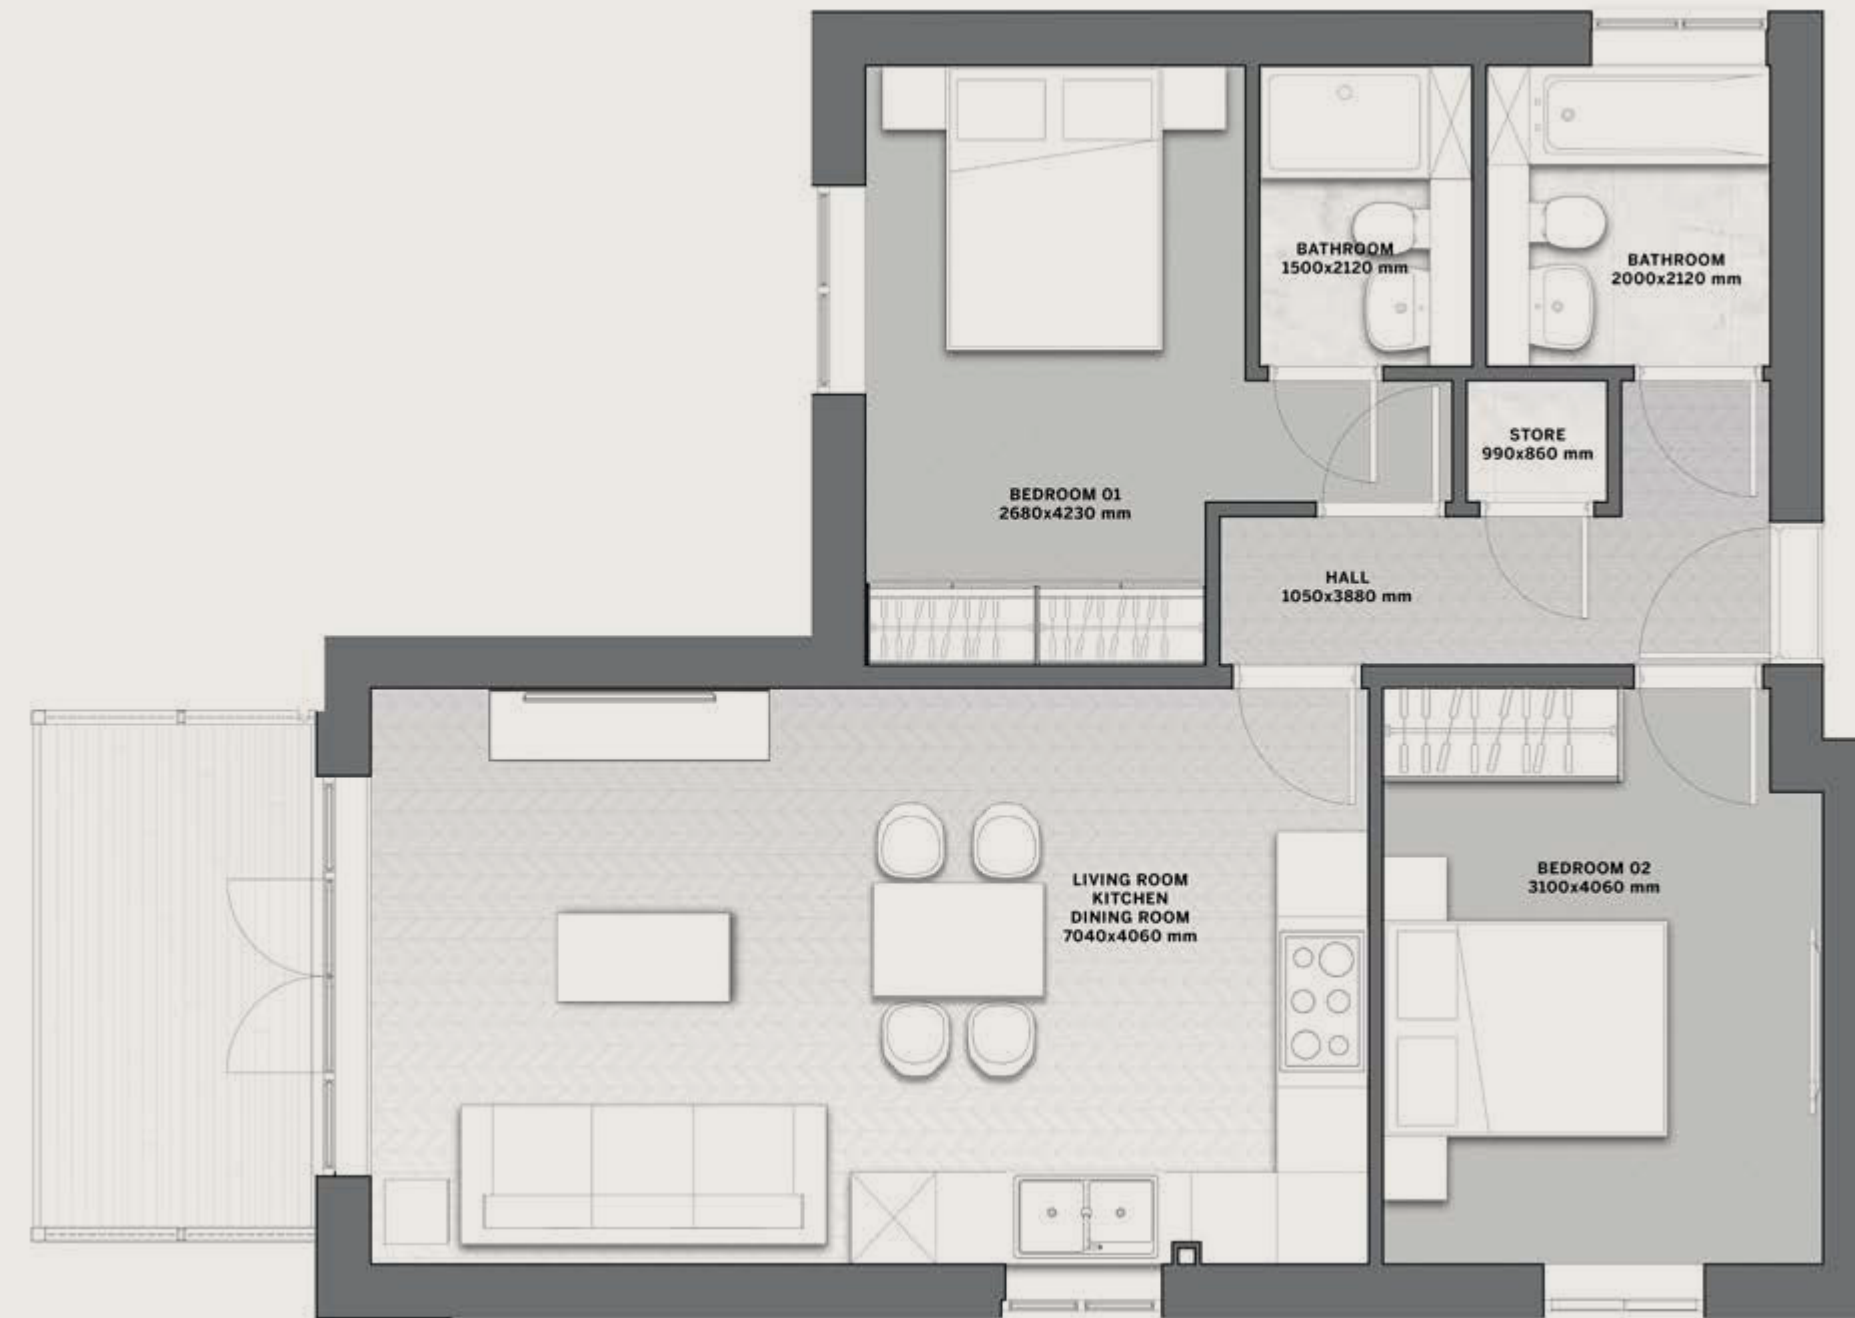 BATHROOM
1500x2120 mm
BATHROOM
2000x2120 mm
STORE
990x860 mm
BEDROOM 01
2680x4230 mm
HALL
1050x3880 mm
LIVING ROOM
KITCHEN
DINING ROOM
7040x4060 mm
BEDROOM 02
3100x4060 mm